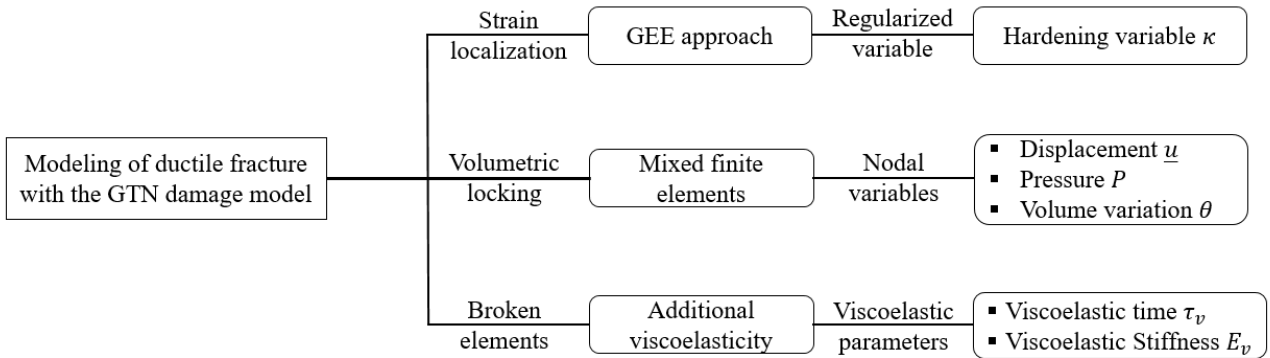 Modeling of ductile fracture
with the GTN damage model
Strain
localization
GEE approach
Regularized
variable
Hardening variable κ
Volumetric
locking
Mixed finite
elements
Nodal
variables
▪ Displacement u̲
▪ Pressure P
▪ Volume variation θ
Broken
elements
Additional
viscoelasticity
Viscoelastic
parameters
▪ Viscoelastic time τᵥ
▪ Viscoelastic Stiffness Eᵥ